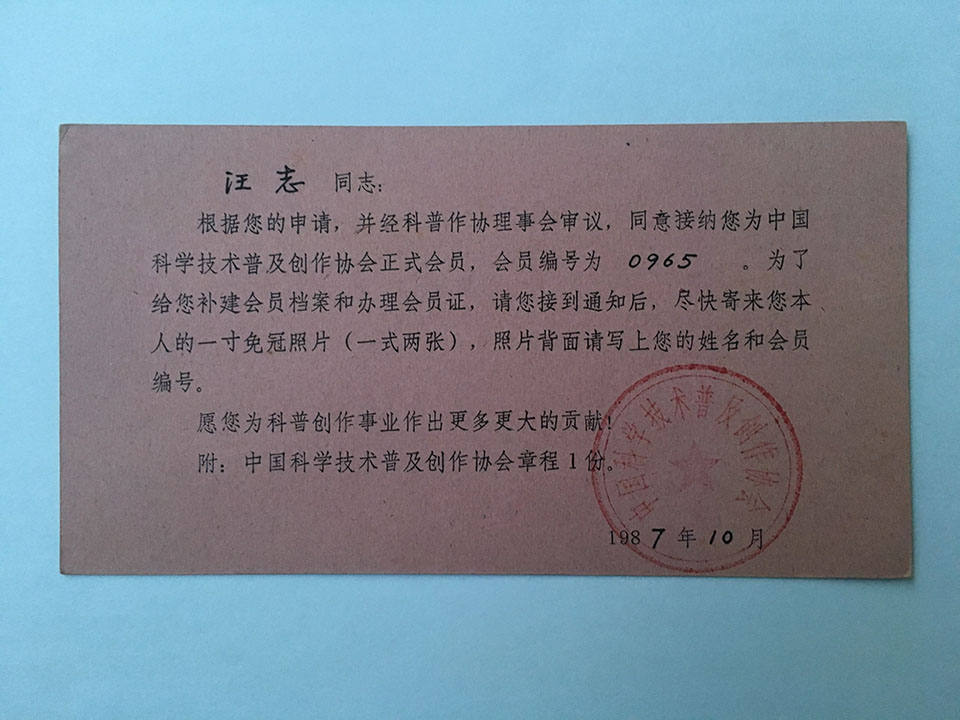 汪志 同志：
根据您的申请，并经科普作协理事会审议，同意接纳您为中国
科学技术普及创作协会正式会员，会员编号为 0965 。为了
给您补建会员档案和办理会员证，请您接到通知后，尽快寄来您本
人的一寸免冠照片（一式两张），照片背面请写上您的姓名和会员
编号。
愿您为科普创作事业作出更多更大的贡献！
附：中国科学技术普及创作协会章程1份。
中国科学技术普及创作协会
1987年10月